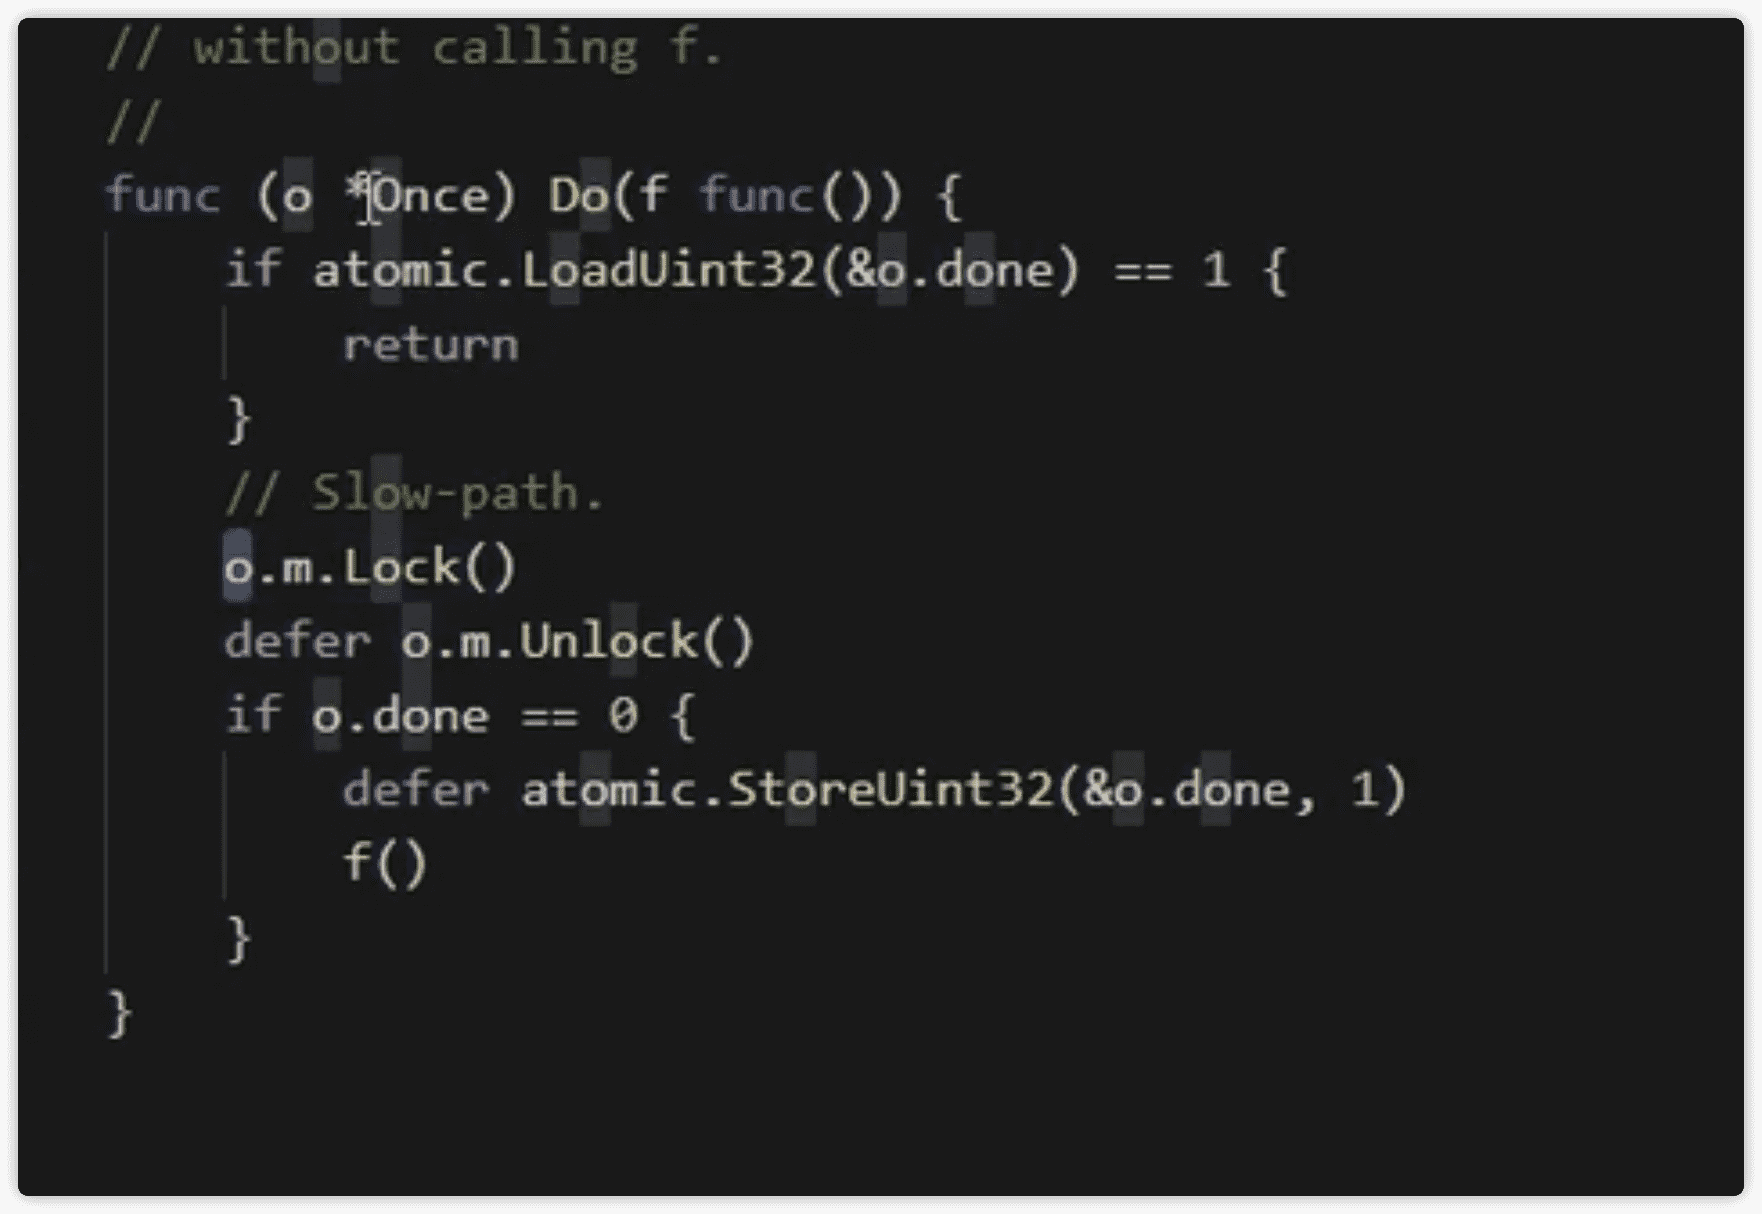 // without calling f.
//
func (o *Once) Do(f func()) {
if atomic.LoadUint32(&o.done) == 1 {
return
}
// Slow-path.
o.m.Lock()
defer o.m.Unlock()
if o.done == 0 {
defer atomic.StoreUint32(&o.done, 1)
f()
}
}